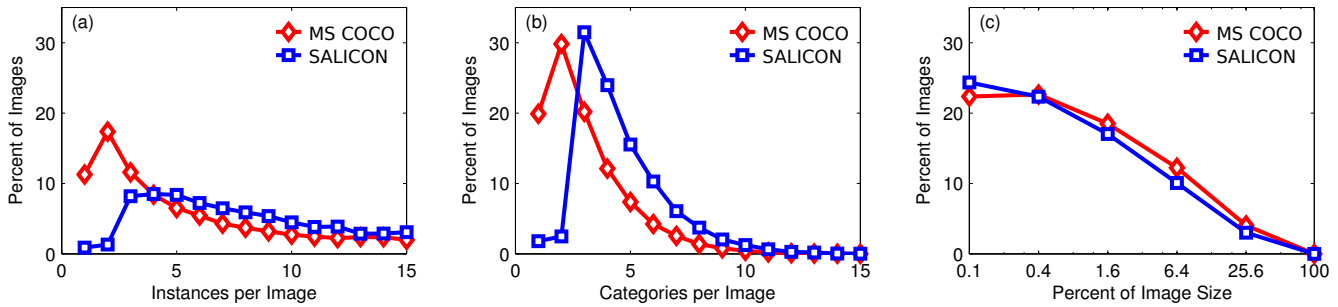 (a)
MS COCO
SALICON
Percent of Images
30
20
10
0
0 5 10 15
Instances per Image
(b)
MS COCO
SALICON
Percent of Images
30
20
10
0
0 5 10 15
Categories per Image
(c)
MS COCO
SALICON
Percent of Images
30
20
10
0
0.1 0.4 1.6 6.4 25.6 100
Percent of Image Size